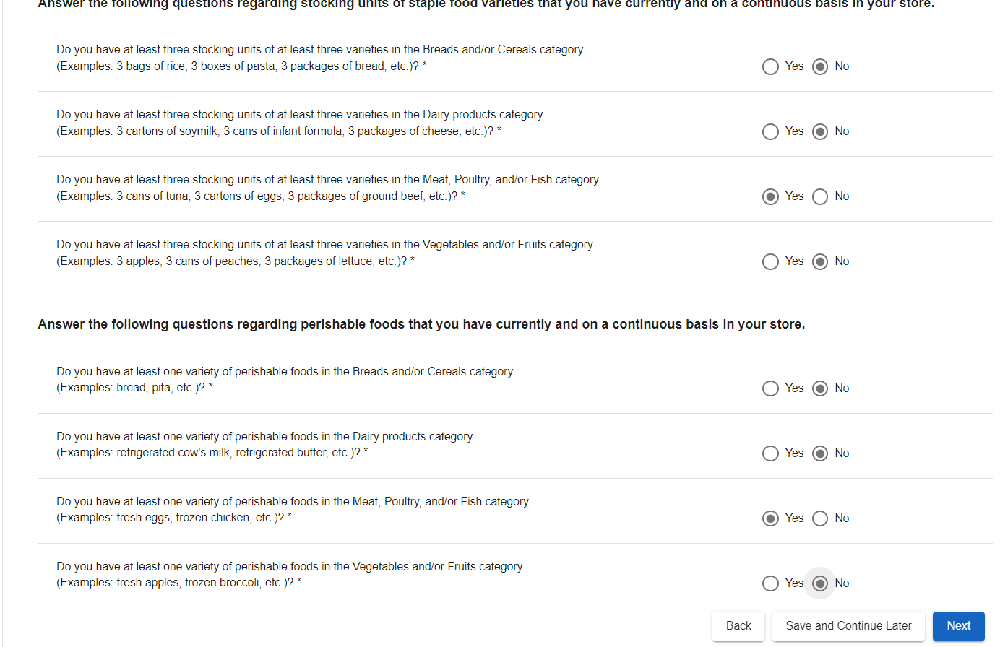 Answer the following questions regarding stocking units of staple food varieties that you have currently and on a continuous basis in your store.
Do you have at least three stocking units of at least three varieties in the Breads and/or Cereals category
(Examples: 3 bags of rice, 3 boxes of pasta, 3 packages of bread, etc.)? *
Yes No
Do you have at least three stocking units of at least three varieties in the Dairy products category
(Examples: 3 cartons of soymilk, 3 cans of infant formula, 3 packages of cheese, etc.)? *
Yes No
Do you have at least three stocking units of at least three varieties in the Meat, Poultry, and/or Fish category
(Examples: 3 cans of tuna, 3 cartons of eggs, 3 packages of ground beef, etc.)? *
Yes No
Do you have at least three stocking units of at least three varieties in the Vegetables and/or Fruits category
(Examples: 3 apples, 3 cans of peaches, 3 packages of lettuce, etc.)? *
Yes No
Answer the following questions regarding perishable foods that you have currently and on a continuous basis in your store.
Do you have at least one variety of perishable foods in the Breads and/or Cereals category
(Examples: bread, pita, etc.)? *
Yes No
Do you have at least one variety of perishable foods in the Dairy products category
(Examples: refrigerated cow's milk, refrigerated butter, etc.)? *
Yes No
Do you have at least one variety of perishable foods in the Meat, Poultry, and/or Fish category
(Examples: fresh eggs, frozen chicken, etc.)? *
Yes No
Do you have at least one variety of perishable foods in the Vegetables and/or Fruits category
(Examples: fresh apples, frozen broccoli, etc.)? *
Yes No
Back Save and Continue Later Next